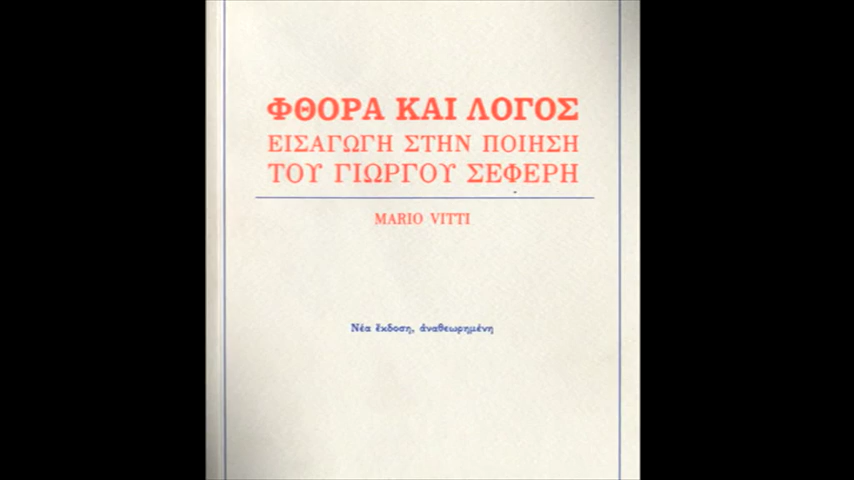 ΦΘΟΡΑ ΚΑΙ ΛΟΓΟΣ
ΕΙΣΑΓΩΓΗ ΣΤΗΝ ΠΟΙΗΣΗ
ΤΟΥ ΓΙΩΡΓΟΥ ΣΕΦΕΡΗ
MARIO VITTI
Νέα ἔκδοση, ἀναθεωρημένη